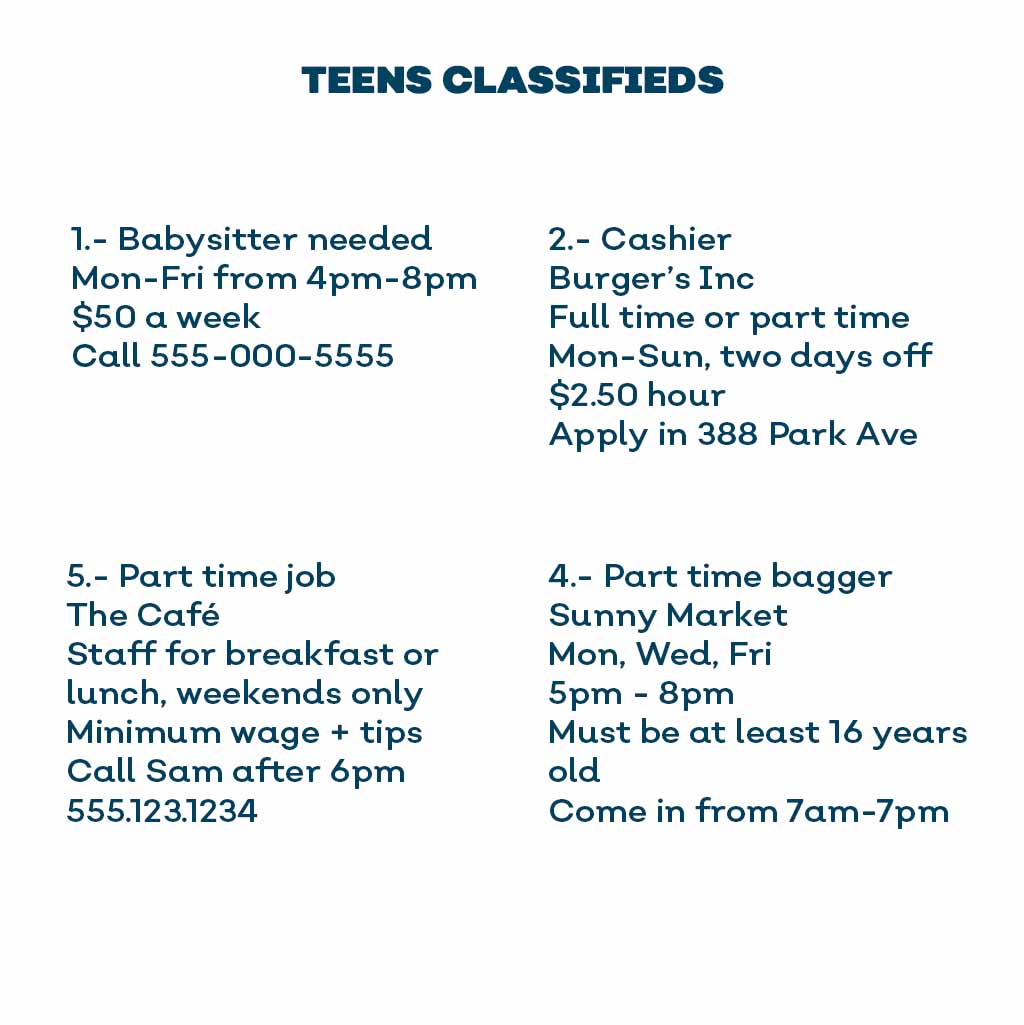 TEENS CLASSIFIEDS
1.- Babysitter needed
Mon-Fri from 4pm-8pm
$50 a week
Call 555-000-5555
2.- Cashier
Burger’s Inc
Full time or part time
Mon-Sun, two days off
$2.50 hour
Apply in 388 Park Ave
5.- Part time job
The Café
Staff for breakfast or
lunch, weekends only
Minimum wage + tips
Call Sam after 6pm
555.123.1234
4.- Part time bagger
Sunny Market
Mon, Wed, Fri
5pm - 8pm
Must be at least 16 years
old
Come in from 7am-7pm